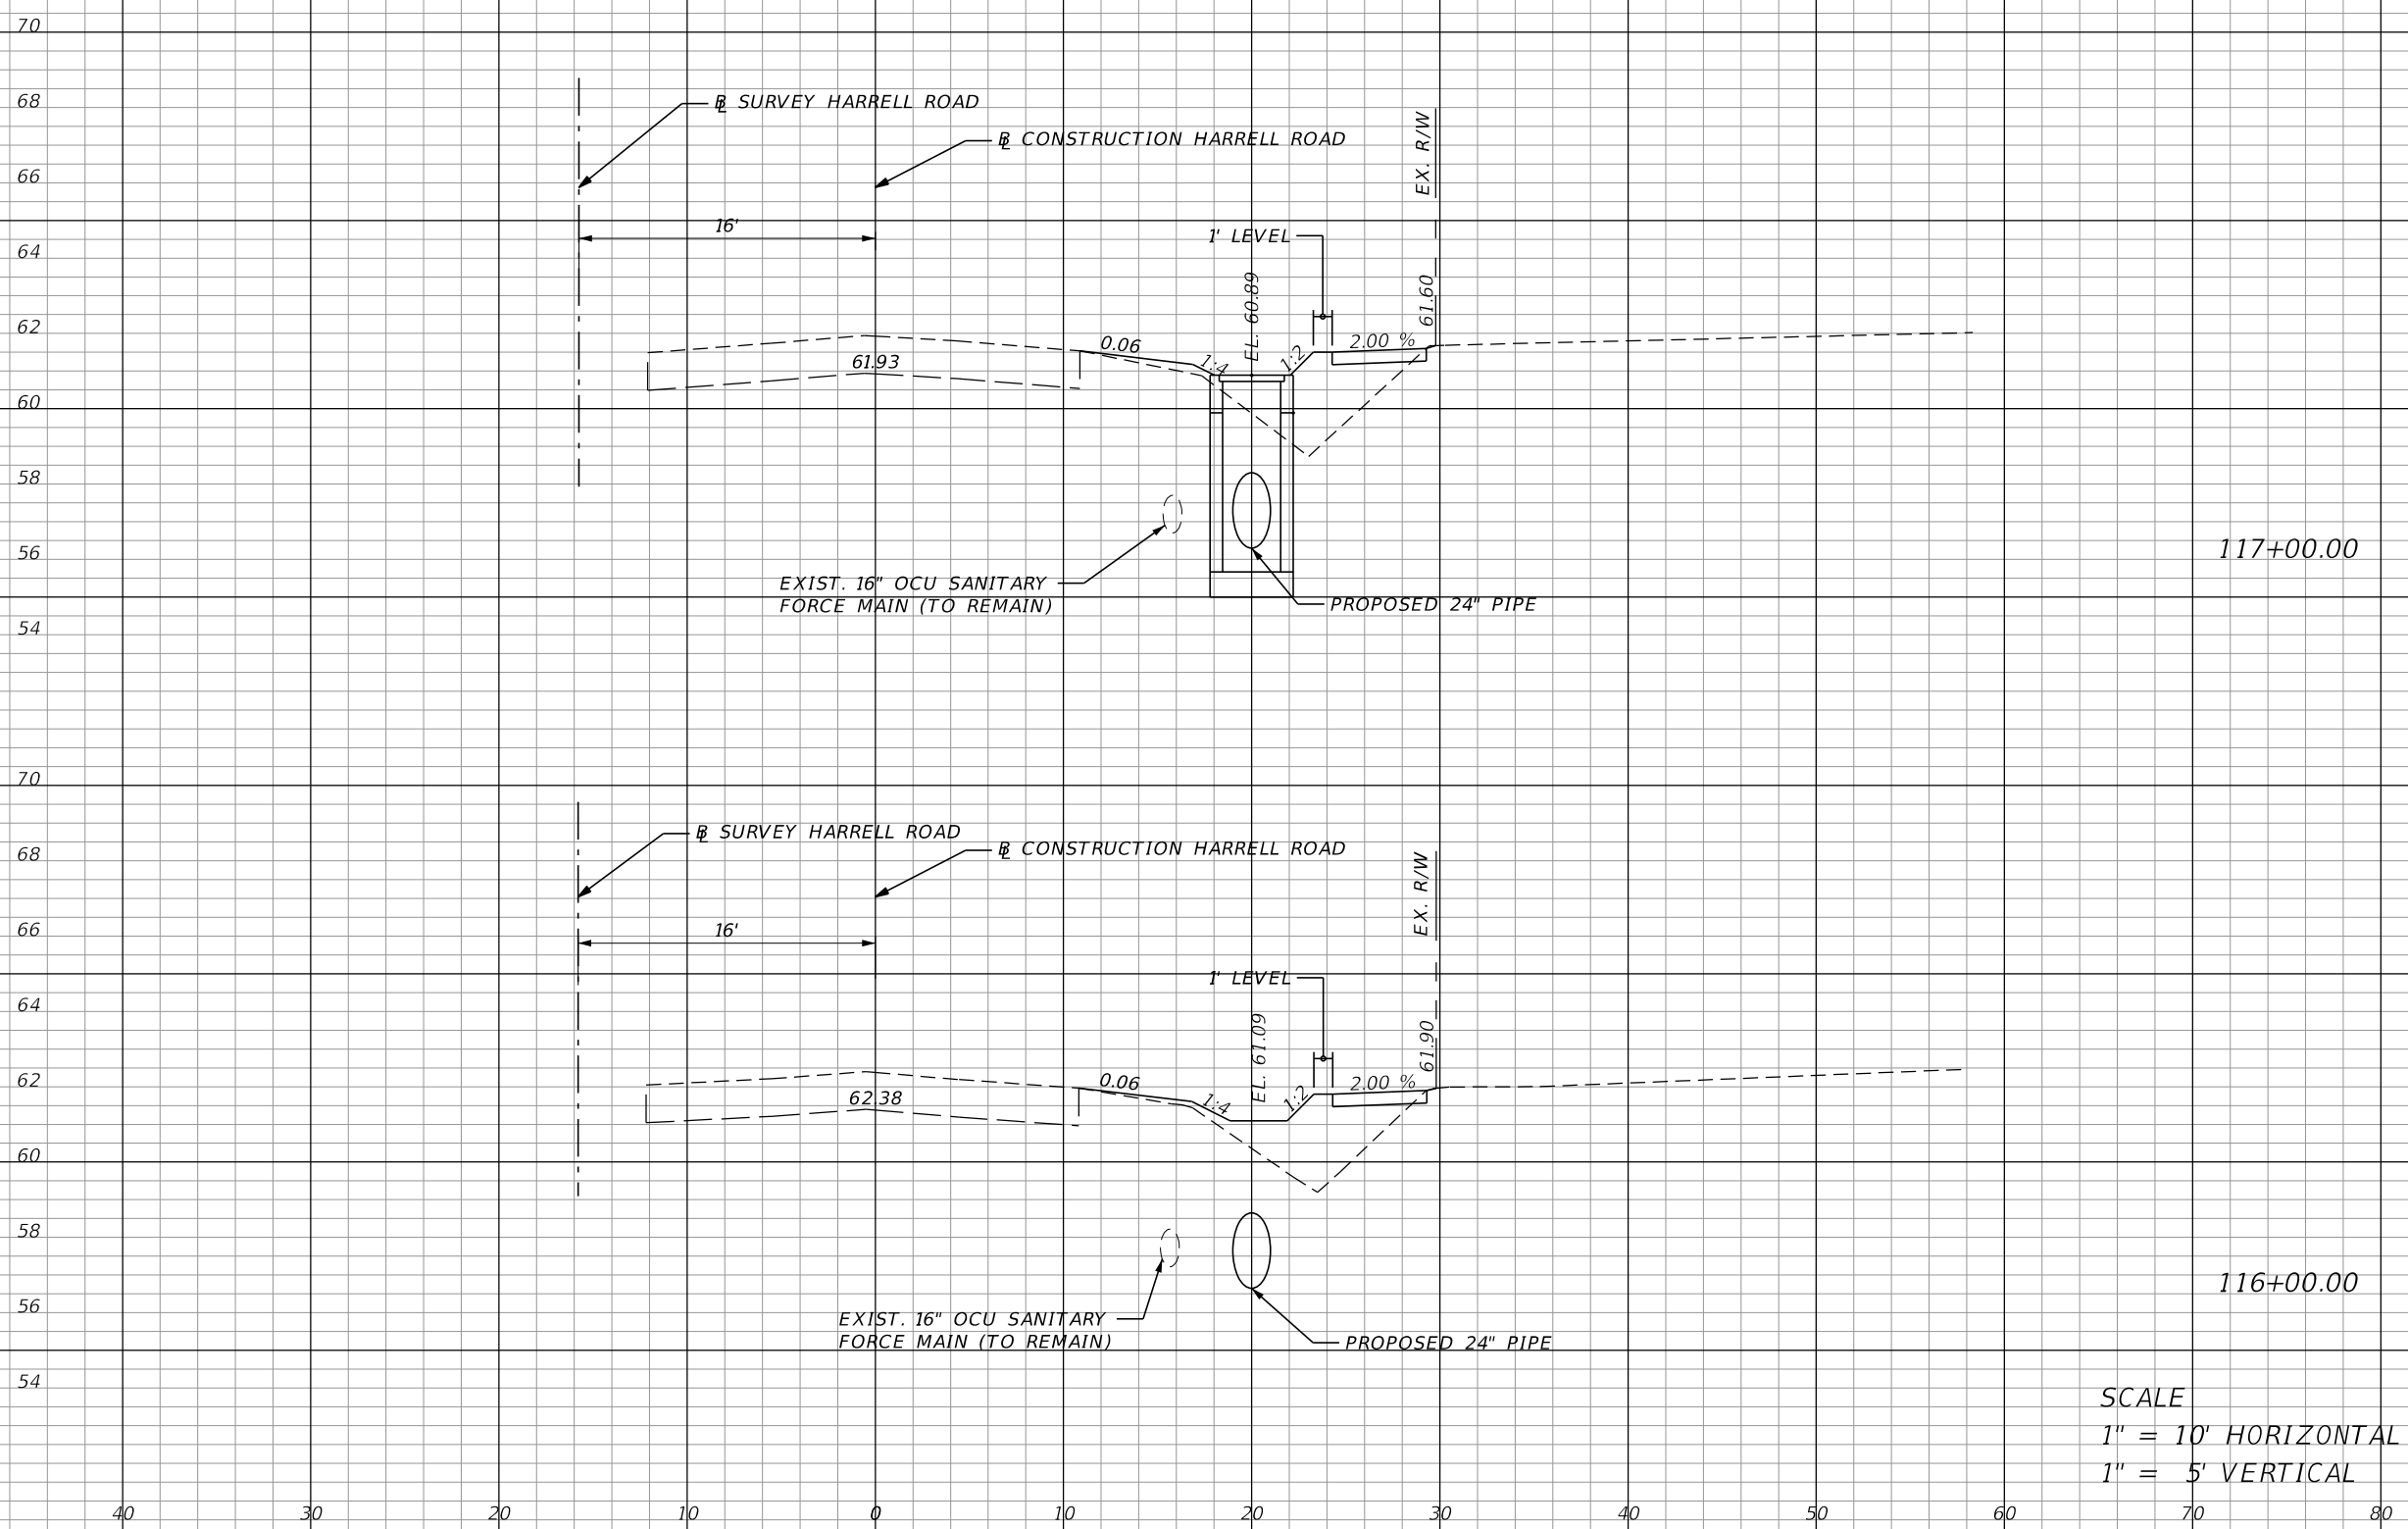 70
68
66
64
62
60
58
56
54
BL SURVEY HARRELL ROAD
BL CONSTRUCTION HARRELL ROAD
EX. R/W
16'
1' LEVEL
EL. 60.89
61.60
0.06
1:4
1:2
2.00 %
61.93
EXIST. 16" OCU SANITARY
FORCE MAIN (TO REMAIN)
PROPOSED 24" PIPE
117+00.00
70
68
66
64
62
60
58
56
54
BL SURVEY HARRELL ROAD
BL CONSTRUCTION HARRELL ROAD
EX. R/W
16'
1' LEVEL
EL. 61.09
61.90
0.06
1:4
1:2
2.00 %
62.38
EXIST. 16" OCU SANITARY
FORCE MAIN (TO REMAIN)
PROPOSED 24" PIPE
116+00.00
SCALE
1" = 10' HORIZONTAL
1" = 5' VERTICAL
40 30 20 10 0 10 20 30 40 50 60 70 80